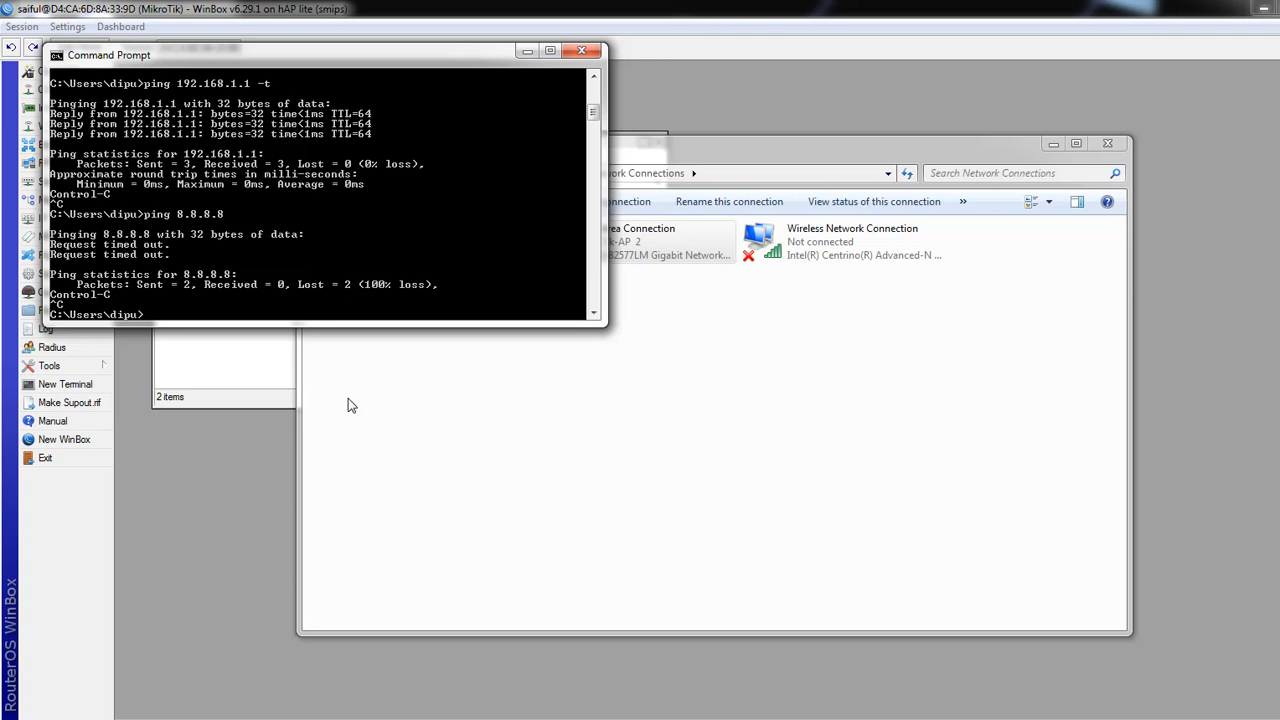 saiful@D4:CA:6D:8A:33:9D (MikroTik) - WinBox v6.29.1 on hAP lite (smips)
Session Settings Dashboard
Command Prompt
C:\Users\dipu>ping 192.168.1.1 -t
Pinging 192.168.1.1 with 32 bytes of data:
Reply from 192.168.1.1: bytes=32 time<1ms TTL=64
Reply from 192.168.1.1: bytes=32 time<1ms TTL=64
Reply from 192.168.1.1: bytes=32 time<1ms TTL=64
Ping statistics for 192.168.1.1:
Packets: Sent = 3, Received = 3, Lost = 0 (0% loss),
Approximate round trip times in milli-seconds:
Minimum = 0ms, Maximum = 0ms, Average = 0ms
Control-C
^C
C:\Users\dipu>ping 8.8.8.8
Pinging 8.8.8.8 with 32 bytes of data:
Request timed out.
Request timed out.
Ping statistics for 8.8.8.8:
Packets: Sent = 2, Received = 0, Lost = 2 (100% loss),
Control-C
^C
C:\Users\dipu>
ork Connections
Search Network Connections
onnection Rename this connection View status of this connection »
rea Connection
k-AP 2
82577LM Gigabit Network...
Wireless Network Connection
Not connected
Intel(R) Centrino(R) Advanced-N ...
Log
Radius
Tools
New Terminal
Make Supout.rif
Manual
New WinBox
Exit
2 items
RouterOS WinBox